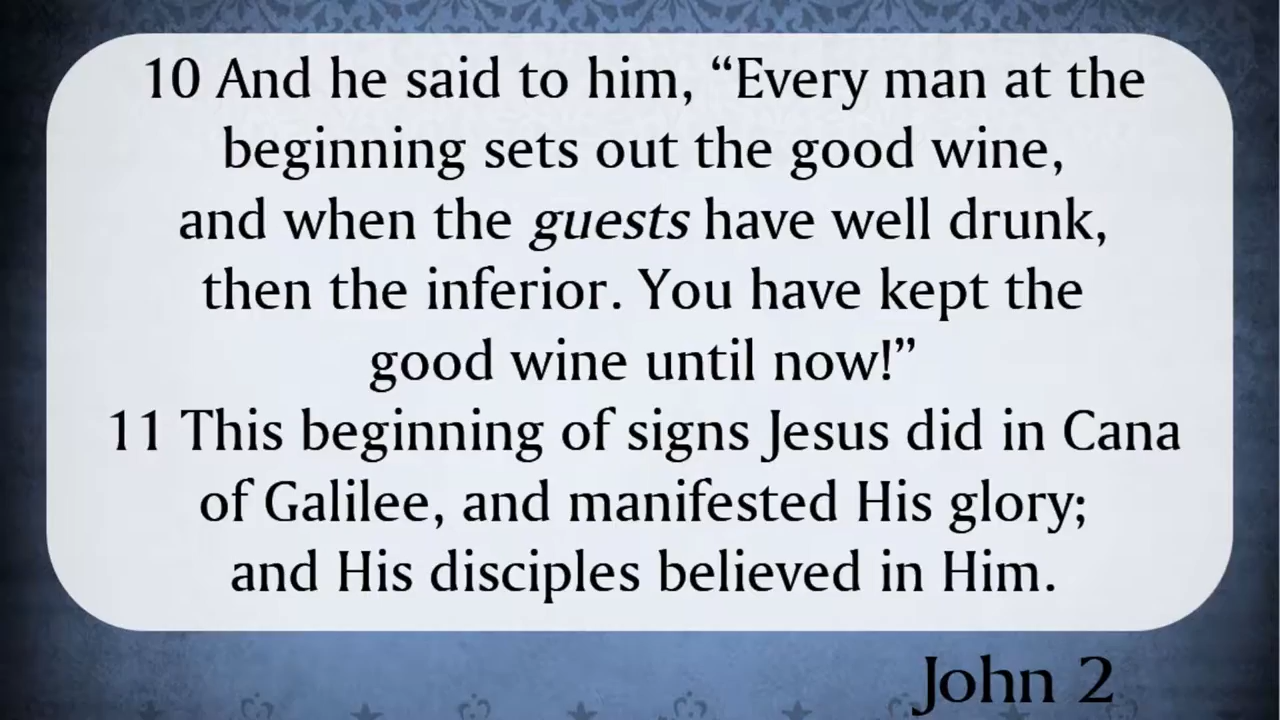 10 And he said to him, “Every man at the
beginning sets out the good wine,
and when the guests have well drunk,
then the inferior. You have kept the
good wine until now!”
11 This beginning of signs Jesus did in Cana
of Galilee, and manifested His glory;
and His disciples believed in Him.
John 2